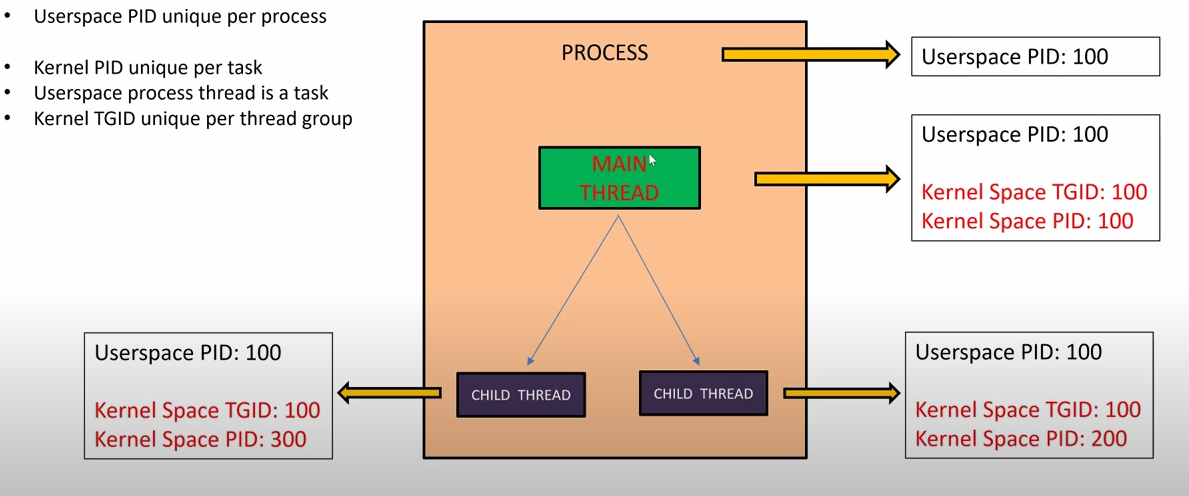 • Userspace PID unique per process
• Kernel PID unique per task
• Userspace process thread is a task
• Kernel TGID unique per thread group
PROCESS
Userspace PID: 100
MAIN
THREAD
Userspace PID: 100
Kernel Space TGID: 100
Kernel Space PID: 100
Userspace PID: 100
Kernel Space TGID: 100
Kernel Space PID: 300
CHILD THREAD
CHILD THREAD
Userspace PID: 100
Kernel Space TGID: 100
Kernel Space PID: 200